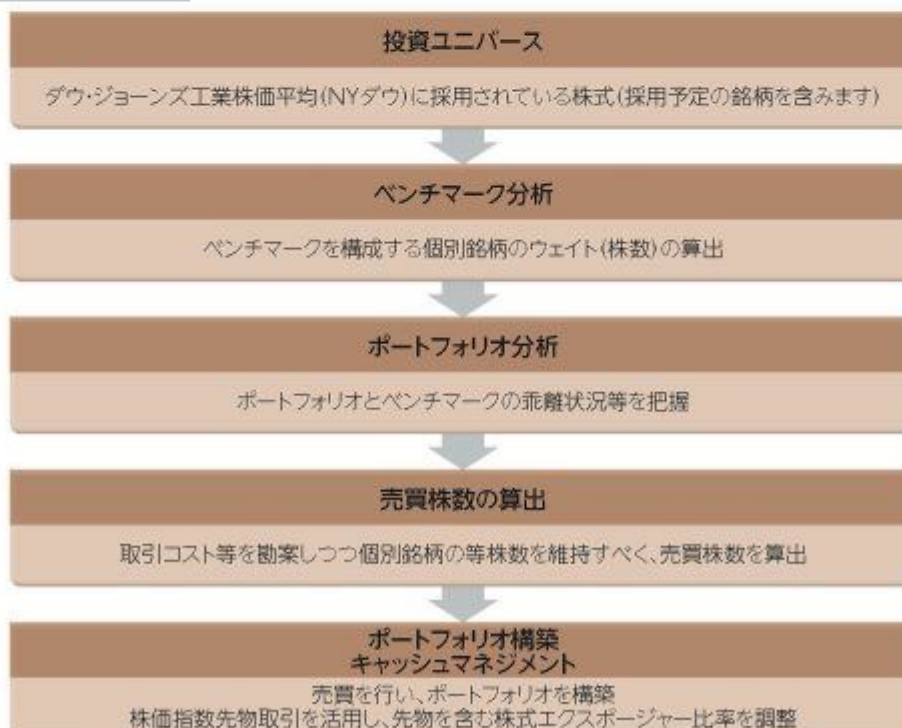 投資ユニバース
ダウ・ジョーンズ工業株価平均(NYダウ)に採用されている株式(採用予定の銘柄を含みます)
ベンチマーク分析
ベンチマークを構成する個別銘柄のウェイト(株数)の算出
ポートフォリオ分析
ポートフォリオとベンチマークの乖離状況等を把握
売買株数の算出
取引コスト等を勘案しつつ個別銘柄の等株数を維持すべく、売買株数を算出
ポートフォリオ構築
キャッシュマネジメント
売買を行い、ポートフォリオを構築
株価指数先物取引を活用し、先物を含む株式エクスポージャー比率を調整